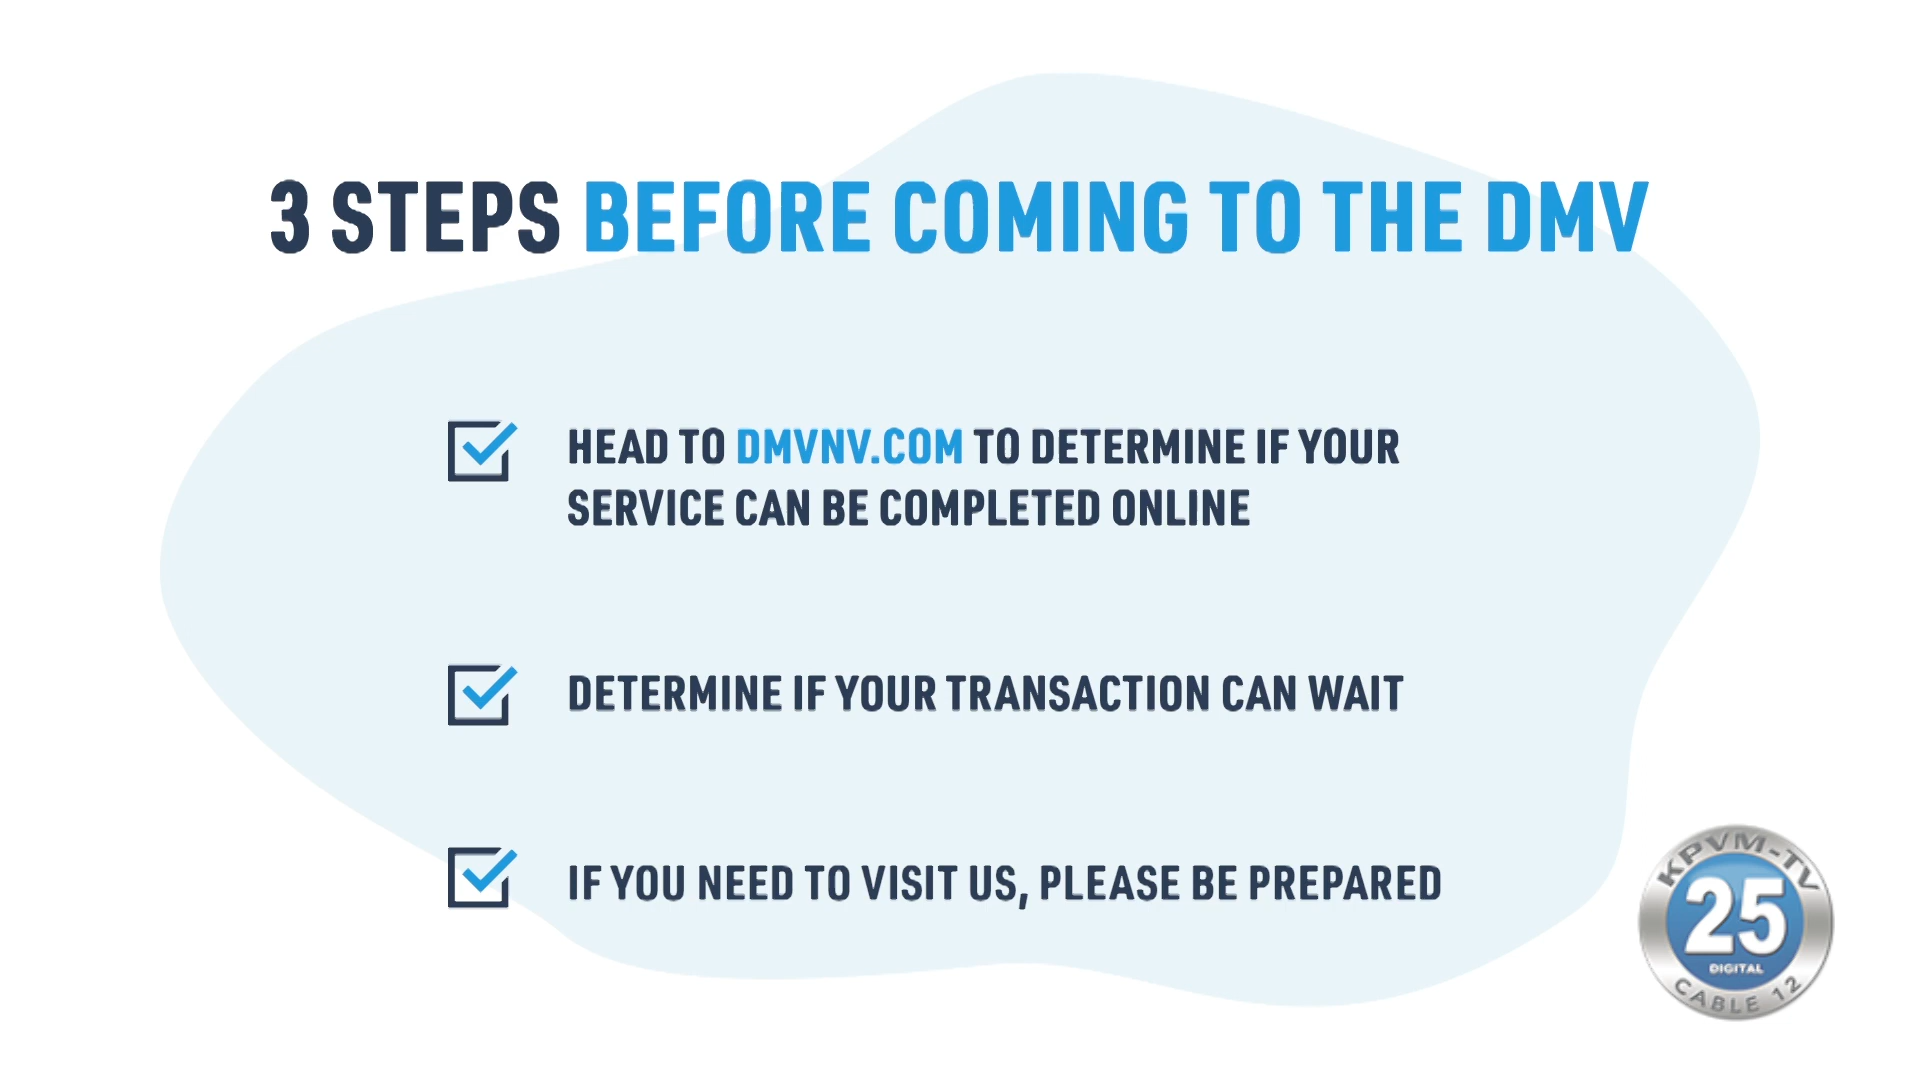 3 STEPS BEFORE COMING TO THE DMV
HEAD TO DMVNV.COM TO DETERMINE IF YOUR
SERVICE CAN BE COMPLETED ONLINE
DETERMINE IF YOUR TRANSACTION CAN WAIT
IF YOU NEED TO VISIT US, PLEASE BE PREPARED
KPVM-TV
25
DIGITAL
CABLE 12